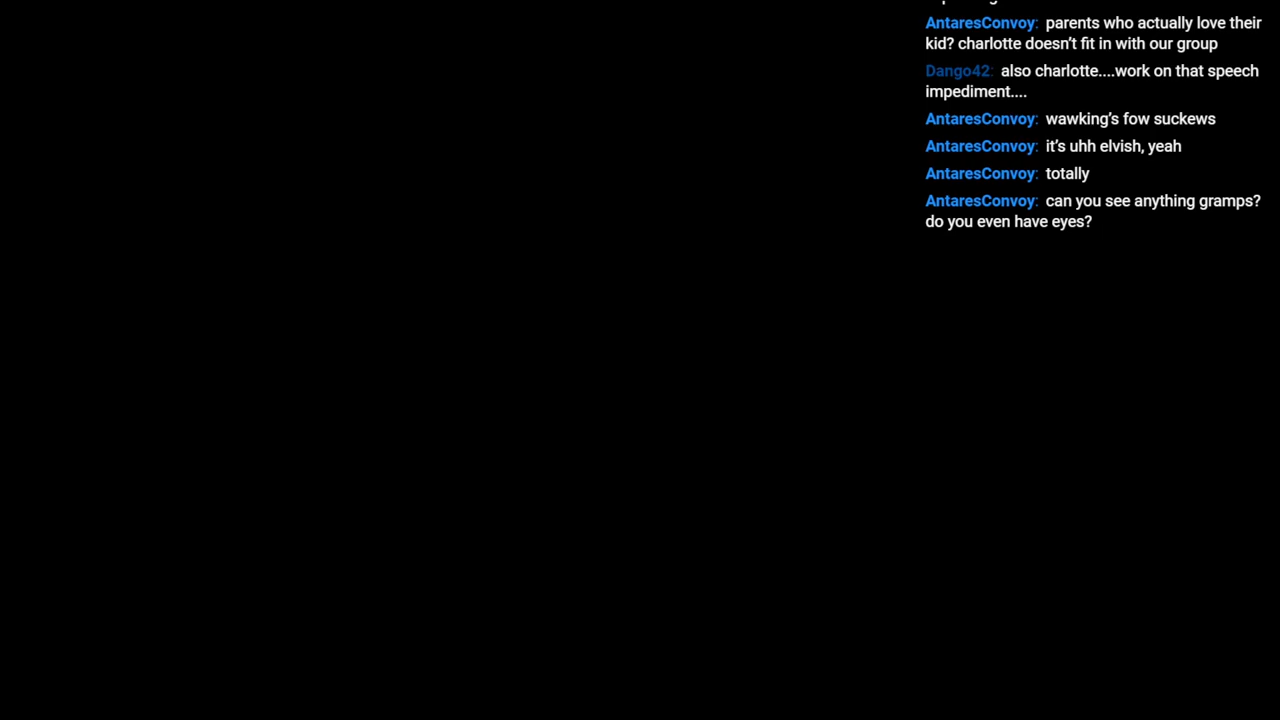 AntaresConvoy: parents who actually love their
kid? charlotte doesn’t fit in with our group
Dango42: also charlotte....work on that speech
impediment....
AntaresConvoy: wawking’s fow suckews
AntaresConvoy: it’s uhh elvish, yeah
AntaresConvoy: totally
AntaresConvoy: can you see anything gramps?
do you even have eyes?